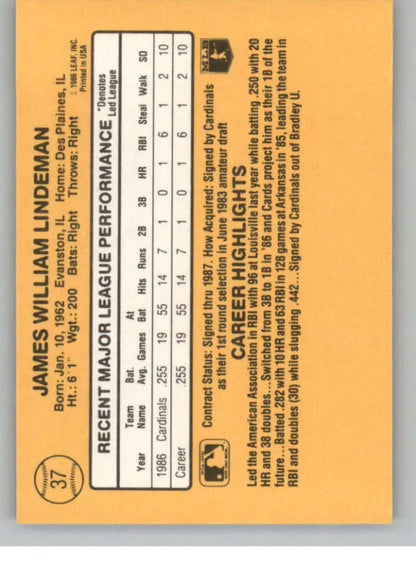 37
JAMES WILLIAM LINDEMAN
Born: Jan. 10, 1962 Evanston, IL Home: Des Plaines, IL
Ht.: 6' 1" Wgt.: 200 Bats: Right Throws: Right
© 1986 LEAF, INC.
Printed in USA
RECENT MAJOR LEAGUE PERFORMANCE
*Denotes
Led League
Year Team Name Bat. Avg. Games At Bat Hits Runs 2B 3B HR RBI Steal Walk SO
1986 Cardinals .255 19 55 14 7 1 0 1 6 1 2 10
Career .255 19 55 14 7 1 0 1 6 1 2 10
MLB
Contract Status: Signed thru 1987. How Acquired: Signed by Cardinals
as their 1st round selection in June 1983 amateur draft
CAREER HIGHLIGHTS
Led the American Association in RBI with 96 at Louisville last year while batting .250 with 20
HR and 38 doubles...Switched from 3B to 1B in '86 and Cards project him as their 1B of the
future...Batted .282 with 10 HR and 63 RBI in 128 games at Arkansas in '85, leading the team in
RBI and doubles (30) while slugging .442...Signed by Cardinals out of Bradley U.